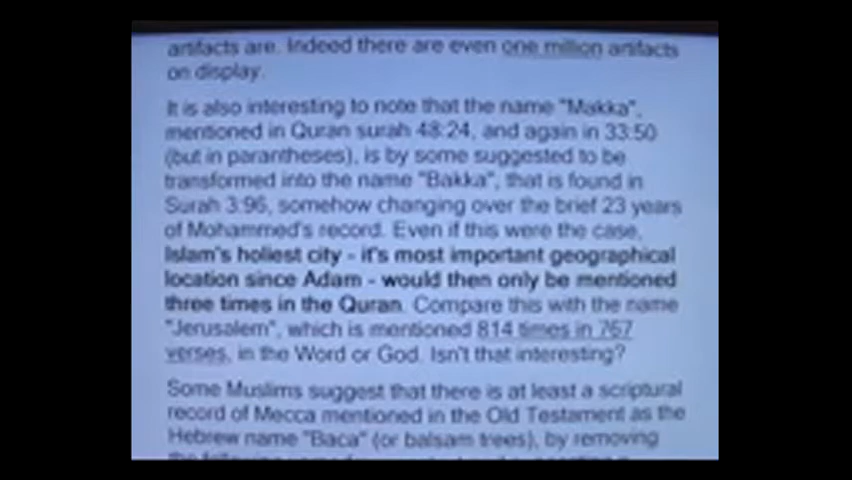 artifacts are. Indeed there are even one million artifacts
on display.
It is also interesting to note that the name "Makka",
mentioned in Quran surah 48:24, and again in 33:50
(but in parantheses), is by some suggested to be
transformed into the name "Bakka", that is found in
Surah 3:96, somehow changing over the brief 23 years
of Mohammed's record. Even if this were the case,
Islam's holiest city - it's most important geographical
location since Adam - would then only be mentioned
three times in the Quran. Compare this with the name
"Jerusalem", which is mentioned 814 times in 767
verses, in the Word or God. Isn't that interesting?
Some Muslims suggest that there is at least a scriptural
record of Mecca mentioned in the Old Testament as the
Hebrew name "Baca" (or balsam trees), by removing
the following